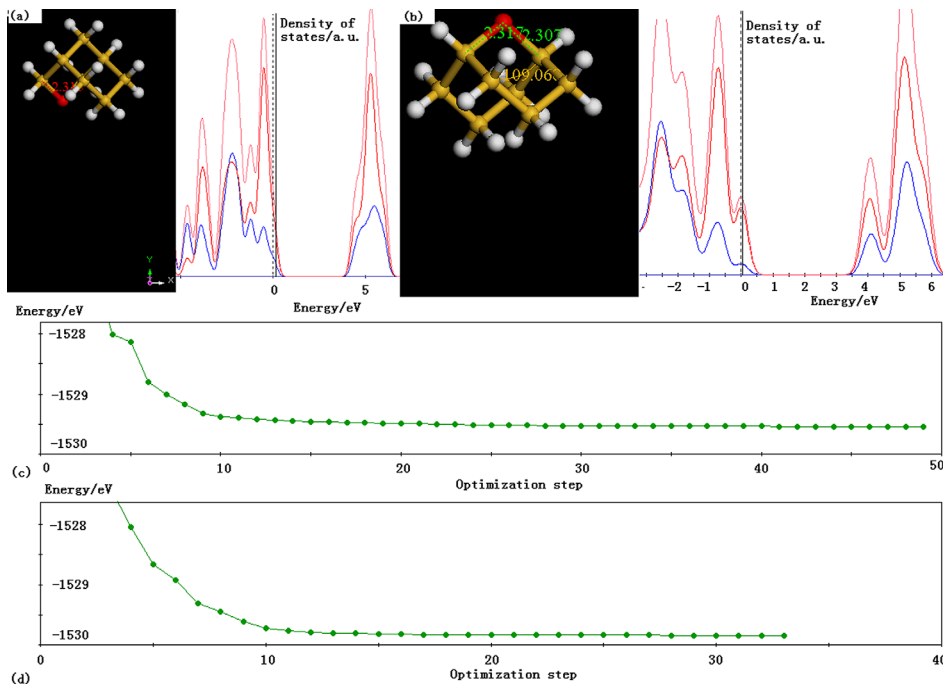 (a)
2.31
Y
X
Density of
states/a.u.
0
5
Energy/eV
(b)
2.317
2.307
109.06
Density of
states/a.u.
-2
-1
0
1
2
3
4
5
6
Energy/eV
Energy/eV
-1528
-1529
-1530
0
10
20
30
40
50
(c)
Optimization step
Energy/eV
-1528
-1529
-1530
0
10
20
30
40
(d)
Optimization step